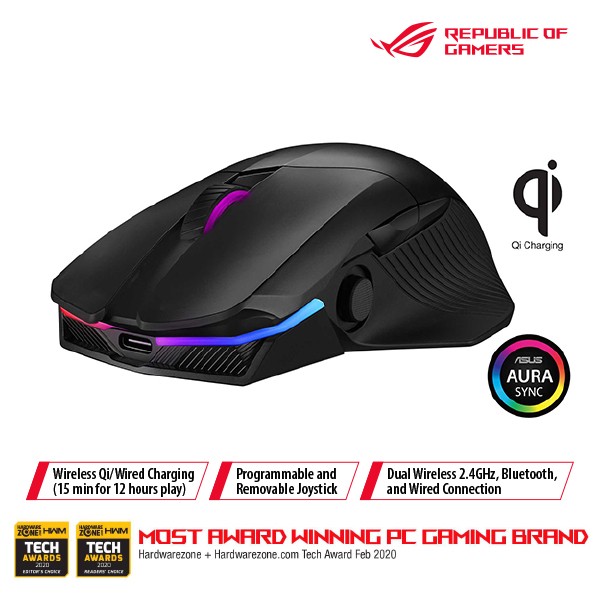 REPUBLIC OF
GAMERS
Qi Charging
ASUS
AURA
SYNC
Wireless Qi/Wired Charging
(15 min for 12 hours play)
Programmable and
Removable Joystick
Dual Wireless 2.4GHz, Bluetooth,
and Wired Connection
HARDWARE
ZONE! HWM
TECH
AWARDS
2020
EDITOR'S CHOICE
HARDWARE
ZONE! HWM
TECH
AWARDS
2020
READERS' CHOICE
MOST AWARD WINNING PC GAMING BRAND
Hardwarezone + Hardwarezone.com Tech Award Feb 2020